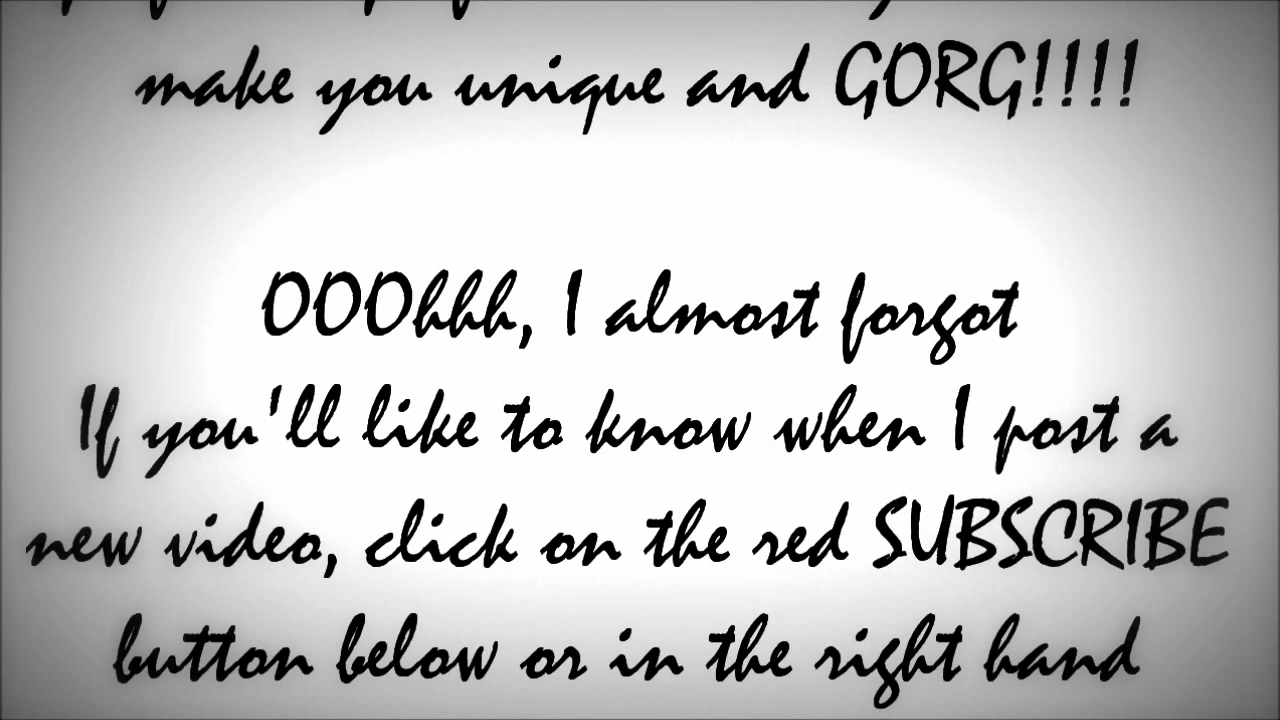 make you unique and GORG!!!!
OOOhhh, I almost forgot
If you'll like to know when I post a
new video, click on the red SUBSCRIBE
button below or in the right hand